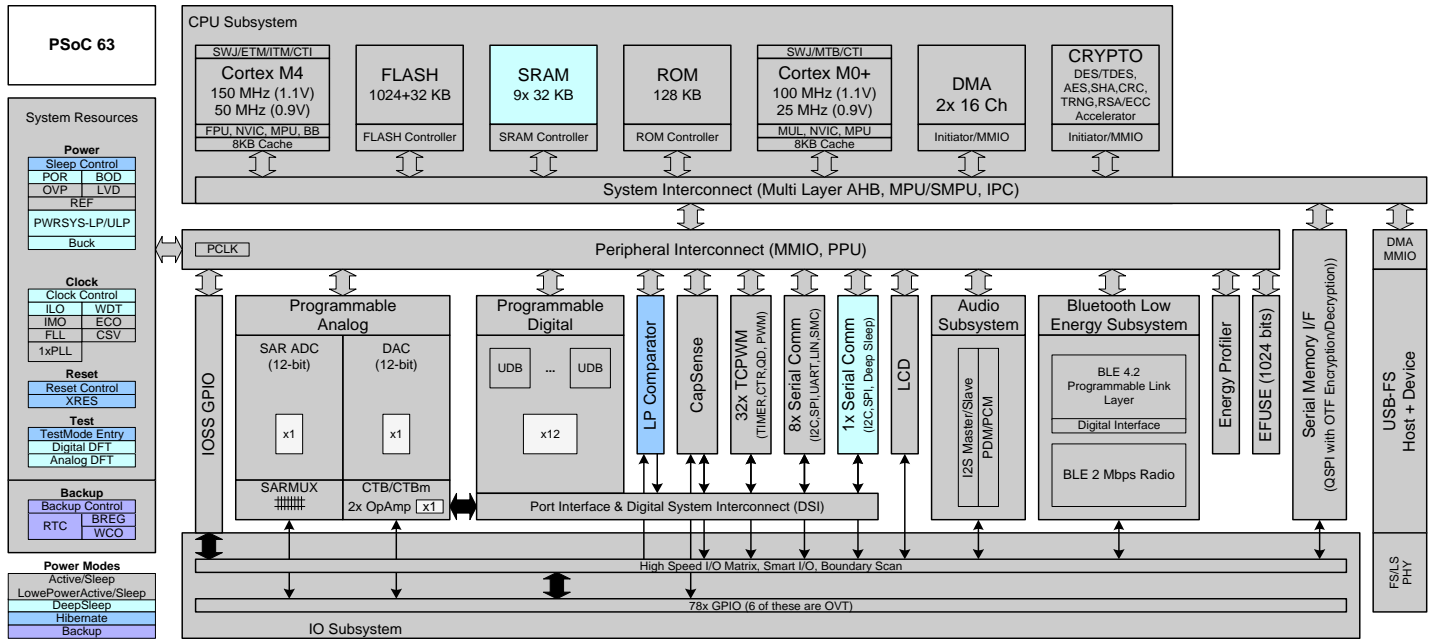 PSoC 63
System Resources
Power
Sleep Control
POR BOD
OVP LVD
REF
PWRSYS-LP/ULP
Buck
Clock
Clock Control
ILO WDT
IMO ECO
FLL CSV
1xPLL
Reset
Reset Control
XRES
Test
TestMode Entry
Digital DFT
Analog DFT
Backup
Backup Control
RTC BREG
WCO
Power Modes
Active/Sleep
LowePowerActive/Sleep
DeepSleep
Hibernate
Backup
CPU Subsystem
SWJ/ETM/ITM/CTI
Cortex M4
150 MHz (1.1V)
50 MHz (0.9V)
FPU, NVIC, MPU, BB
8KB Cache
FLASH
1024+32 KB
FLASH Controller
SRAM
9x 32 KB
SRAM Controller
ROM
128 KB
ROM Controller
SWJ/MTB/CTI
Cortex M0+
100 MHz (1.1V)
25 MHz (0.9V)
MUL, NVIC, MPU
8KB Cache
DMA
2x 16 Ch
Initiator/MMIO
CRYPTO
DES/TDES,
AES,SHA,CRC,
TRNG,RSA/ECC
Accelerator
Initiator/MMIO
System Interconnect (Multi Layer AHB, MPU/SMPU, IPC)
PCLK
Peripheral Interconnect (MMIO, PPU)
IOSS GPIO
Programmable
Analog
SAR ADC
(12-bit)
x1
SARMUX
DAC
(12-bit)
x1
CTB/CTBm
2x OpAmp x1
Programmable
Digital
UDB ... UDB
x12
LP Comparator
CapSense
32x TCPWM
(TIMER,CTR,QD, PWM)
8x Serial Comm
(I2C,SPI,UART,LIN,SMC)
1x Serial Comm
(I2C,SPI, Deep Sleep)
LCD
Port Interface & Digital System Interconnect (DSI)
Audio
Subsystem
I2S Master/Slave
PDM/PCM
Bluetooth Low
Energy Subsystem
BLE 4.2
Programmable Link
Layer
Digital Interface
BLE 2 Mbps Radio
Energy Profiler
EFUSE (1024 bits)
Serial Memory I/F
(QSPI with OTF Encryption/Decryption))
DMA
MMIO
USB-FS
Host + Device
FS/LS
PHY
High Speed I/O Matrix, Smart I/O, Boundary Scan
78x GPIO (6 of these are OVT)
IO Subsystem